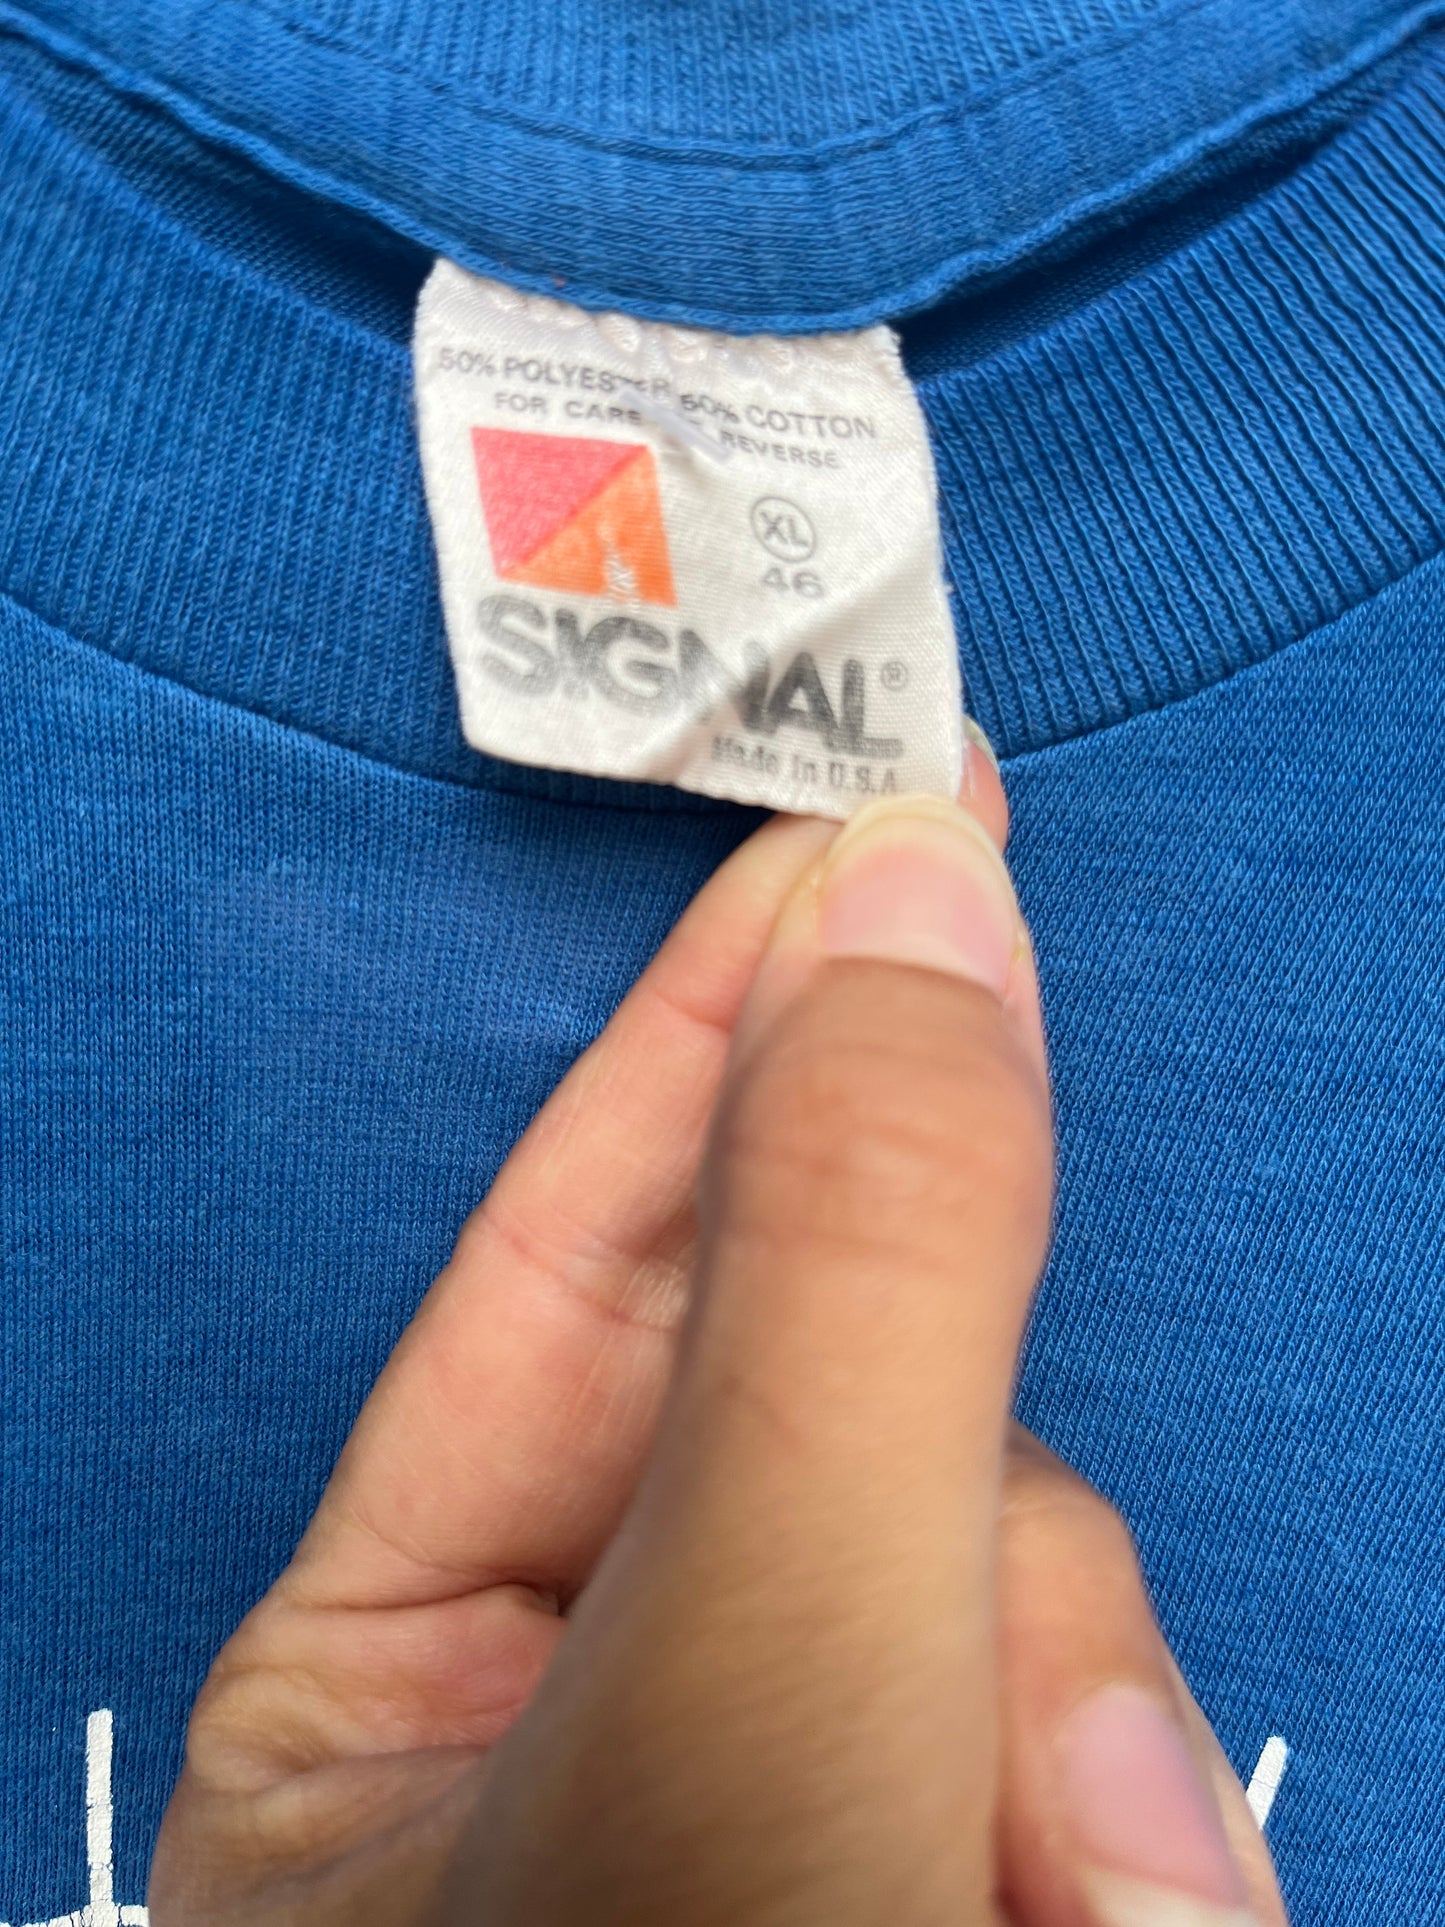 50% POLYESTER 50% COTTON
FOR CARE SEE REVERSE
XL
46
SIGNAL®
Made in U.S.A.